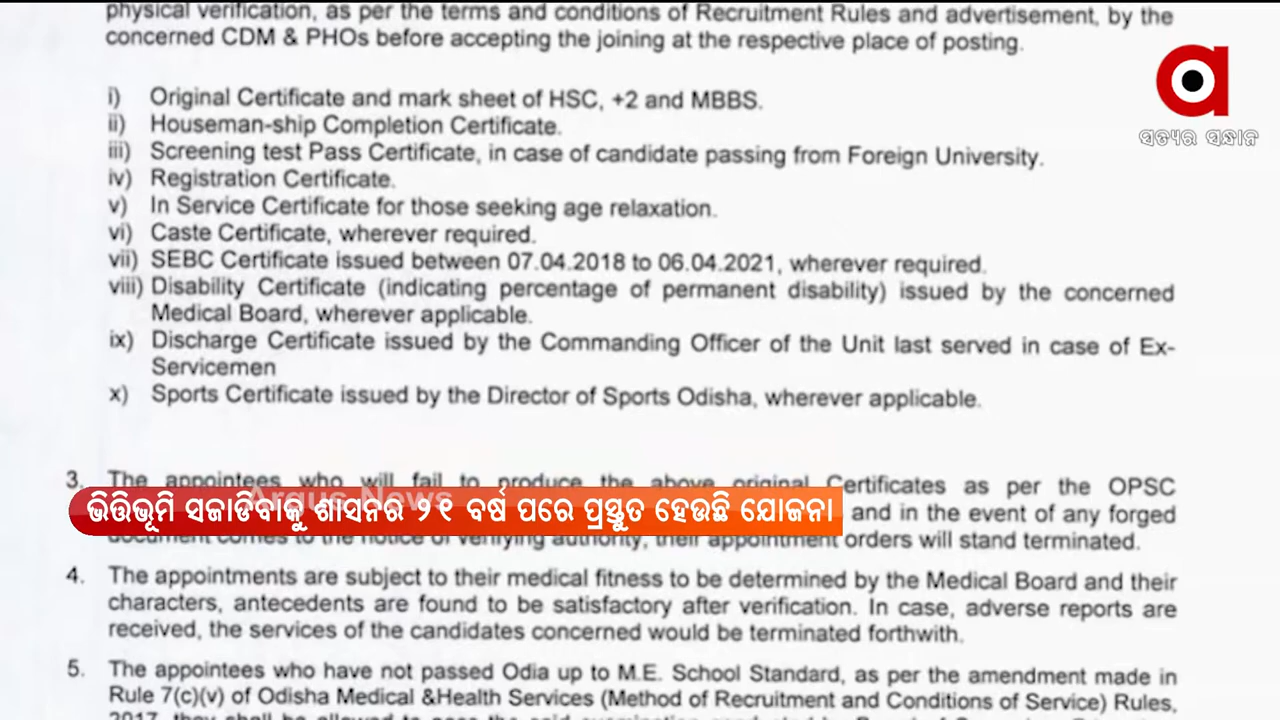 physical verification, as per the terms and conditions of Recruitment Rules and advertisement, by the
concerned CDM & PHOs before accepting the joining at the respective place of posting.
i) Original Certificate and mark sheet of HSC, +2 and MBBS.
ii) Houseman-ship Completion Certificate.
iii) Screening test Pass Certificate, in case of candidate passing from Foreign University.
iv) Registration Certificate.
v) In Service Certificate for those seeking age relaxation.
vi) Caste Certificate, wherever required.
vii) SEBC Certificate issued between 07.04.2018 to 06.04.2021, wherever required.
viii) Disability Certificate (indicating percentage of permanent disability) issued by the concerned
Medical Board, wherever applicable.
ix) Discharge Certificate issued by the Commanding Officer of the Unit last served in case of Ex-
Servicemen
x) Sports Certificate issued by the Director of Sports Odisha, wherever applicable.
ସତ୍ୟର ସନ୍ଧାନ
3. The appointees who will fail to produce the above original Certificates as per the OPSC
Argus News
ଭିତ୍ତିଭୂମି ସଜାଡିବାକୁ ଶାସନର ୨୧ ବର୍ଷ ପରେ ପ୍ରସ୍ତୁତ ହେଉଛି ଯୋଜନା
and in the event of any forged
document comes to the notice of verifying authority, their appointment orders will stand terminated.
4. The appointments are subject to their medical fitness to be determined by the Medical Board and their
characters, antecedents are found to be satisfactory after verification. In case, adverse reports are
received, the services of the candidates concerned would be terminated forthwith.
5. The appointees who have not passed Odia up to M.E. School Standard, as per the amendment made in
Rule 7(c)(v) of Odisha Medical &Health Services (Method of Recruitment and Conditions of Service) Rules,